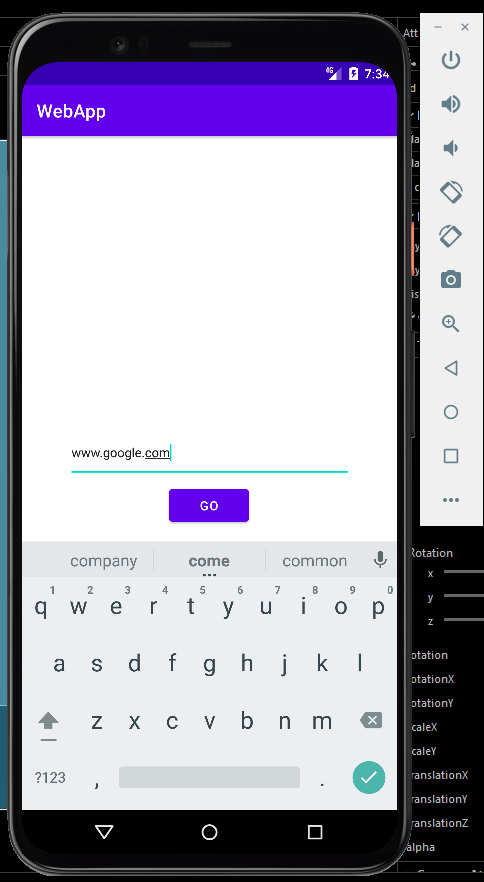 Att
4G 7:34
WebApp
www.google.com
GO
company come common
1 2 3 4 5 6 7 8 9 0
q w e r t y u i o p
a s d f g h j k l
z x c v b n m
?123 , .
Rotation
x
y
z
otation
otationX
otationY
caleX
caleY
ranslationX
ranslationY
ranslationZ
alpha